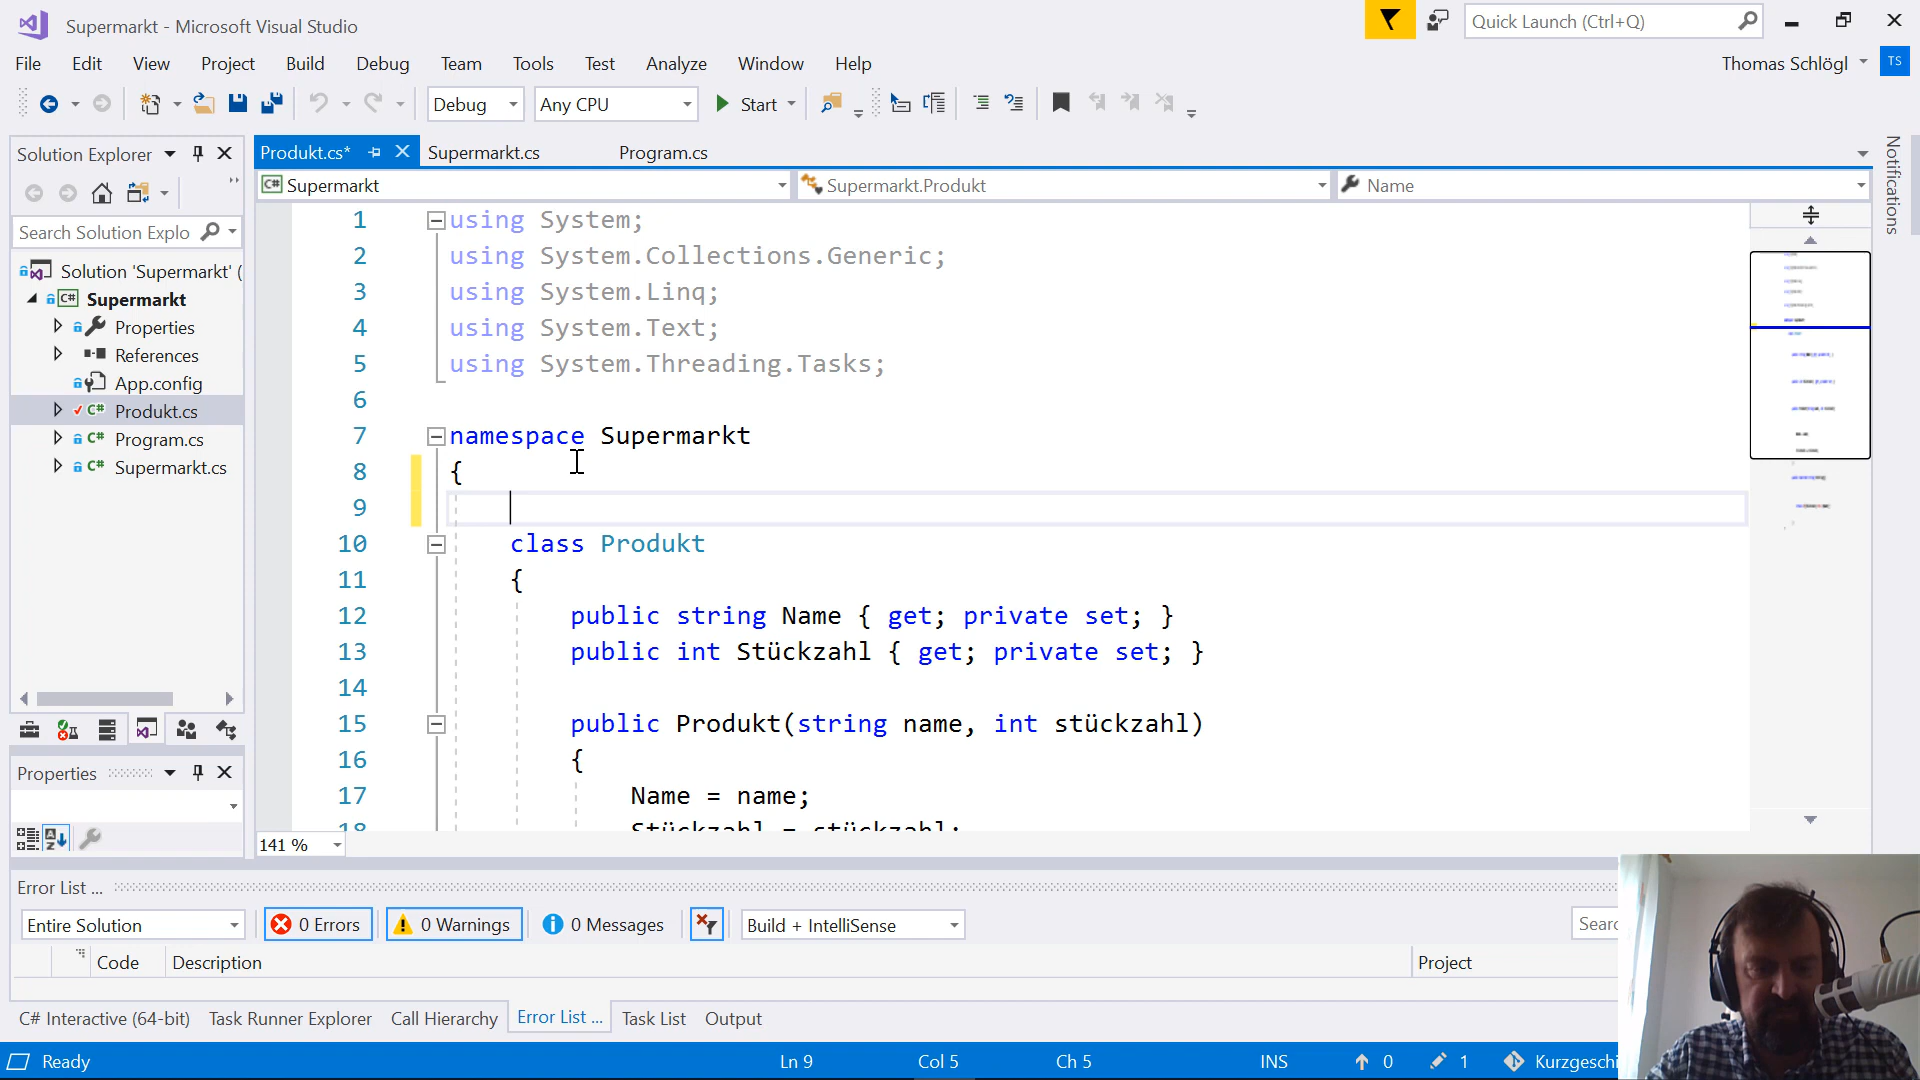 Supermarkt - Microsoft Visual Studio
Quick Launch (Ctrl+Q)
File Edit View Project Build Debug Team Tools Test Analyze Window Help
Thomas Schlögl TS
Debug Any CPU Start
Solution Explorer
Produkt.cs* Supermarkt.cs Program.cs
Supermarkt Supermarkt.Produkt Name
Notifications
Search Solution Explo
Solution 'Supermarkt' (
Supermarkt
Properties
References
App.config
Produkt.cs
Program.cs
Supermarkt.cs
Properties
1 using System;
2 using System.Collections.Generic;
3 using System.Linq;
4 using System.Text;
5 using System.Threading.Tasks;
6
7 namespace Supermarkt
8 {
9
10 class Produkt
11 {
12 public string Name { get; private set; }
13 public int Stückzahl { get; private set; }
14
15 public Produkt(string name, int stückzahl)
16 {
17 Name = name;
18 Stückzahl = stückzahl;
141 %
Error List ...
Entire Solution 0 Errors 0 Warnings 0 Messages Build + IntelliSense Searc
Code Description Project
C# Interactive (64-bit) Task Runner Explorer Call Hierarchy Error List ... Task List Output
Ready Ln 9 Col 5 Ch 5 INS 0 1 Kurzgeschi